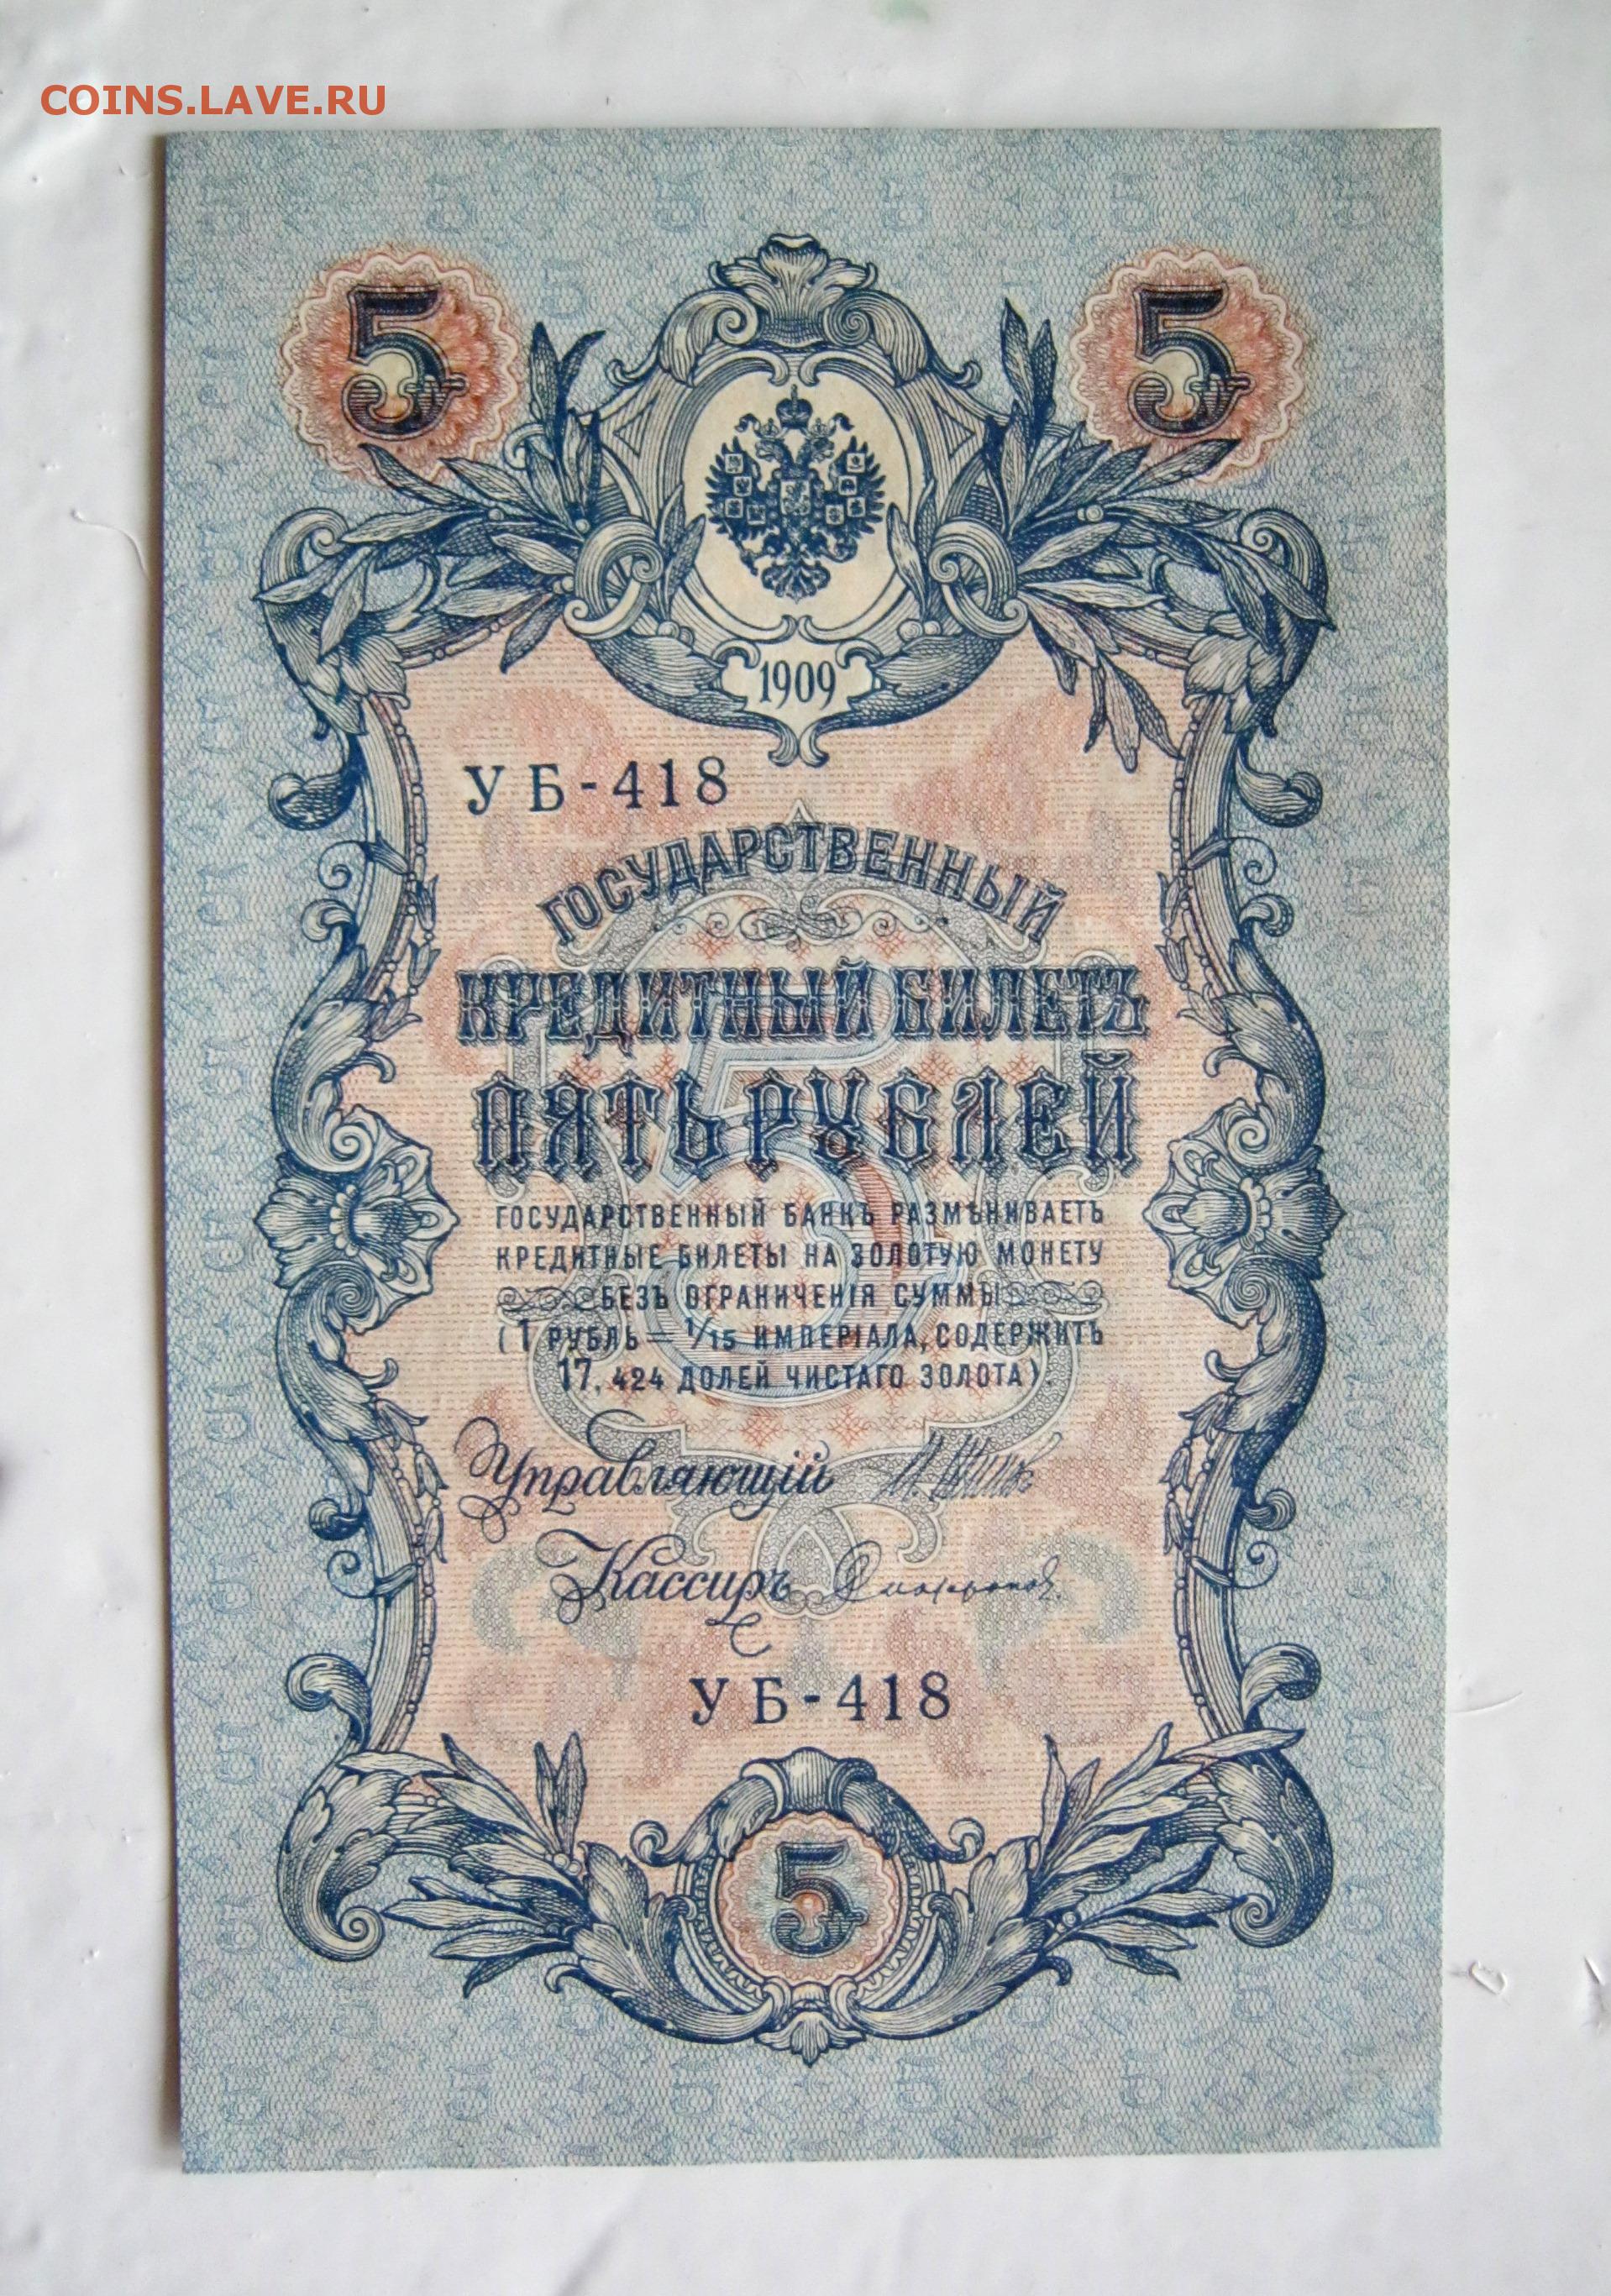 COINS.LAVE.RU
5 5
1909
УБ-418
ГОСУДАРСТВЕННЫЙ
КРЕДИТНЫЙ БИЛЕТЪ
ПЯТЬ РУБЛЕЙ
ГОСУДАРСТВЕННЫЙ БАНКЪ РАЗМѢНИВАЕТЪ
КРЕДИТНЫЕ БИЛЕТЫ НА ЗОЛОТУЮ МОНЕТУ
БЕЗЪ ОГРАНИЧЕНІЯ СУММЫ
(1 РУБЛЬ = 1/15 ИМПЕРІАЛА, СОДЕРЖИТЪ
17,424 ДОЛЕЙ ЧИСТАГО ЗОЛОТА).
Управляющій
Кассиръ
УБ-418
5